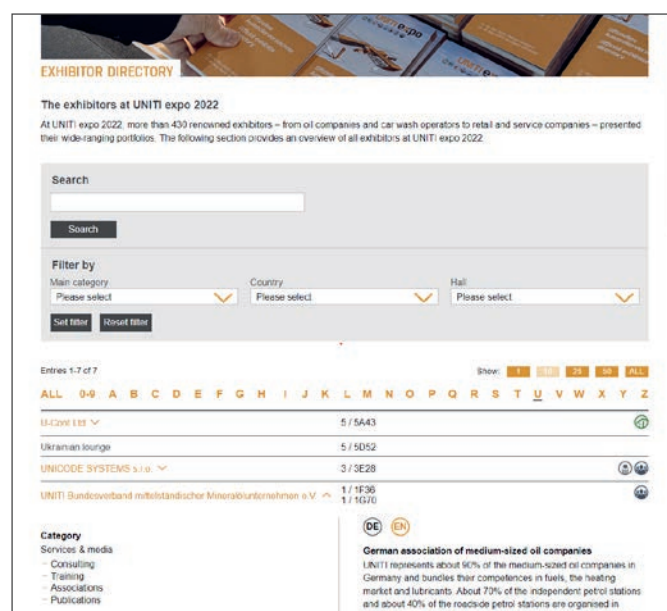 EXHIBITOR DIRECTORY
The exhibitors at UNITI expo 2022
At UNITI expo 2022, more than 430 renowned exhibitors – from oil companies and car wash operators to retail and service companies – presented
their wide-ranging portfolios. The following section provides an overview of all exhibitors at UNITI expo 2022
Search
Search
Filter by
Main category Country Hall
Please select Please select Please select
Set filter Reset filter
Entries 1-7 of 7 Show: 1 10 25 50 ALL
ALL 0-9 A B C D E F G H I J K L M N O P Q R S T U V W X Y Z
U-Cont Ltd 5 / 5A43
Ukrainian lounge 5 / 5D52
UNICODE SYSTEMS s.r.o. 3 / 3E28
UNITI Bundesverband mittelständischer Mineralölunternehmen e.V. 1 / 1F36
1 / 1G70
DE EN
Category
Services & media
– Consulting
– Training
– Associations
– Publications
German association of medium-sized oil companies
UNITI represents about 90% of the medium-sized oil companies in
Germany and bundles their competences in fuels, the heating
market and lubricants. About 70% of the independent petrol stations
and about 40% of the roadside petrol stations are organised in